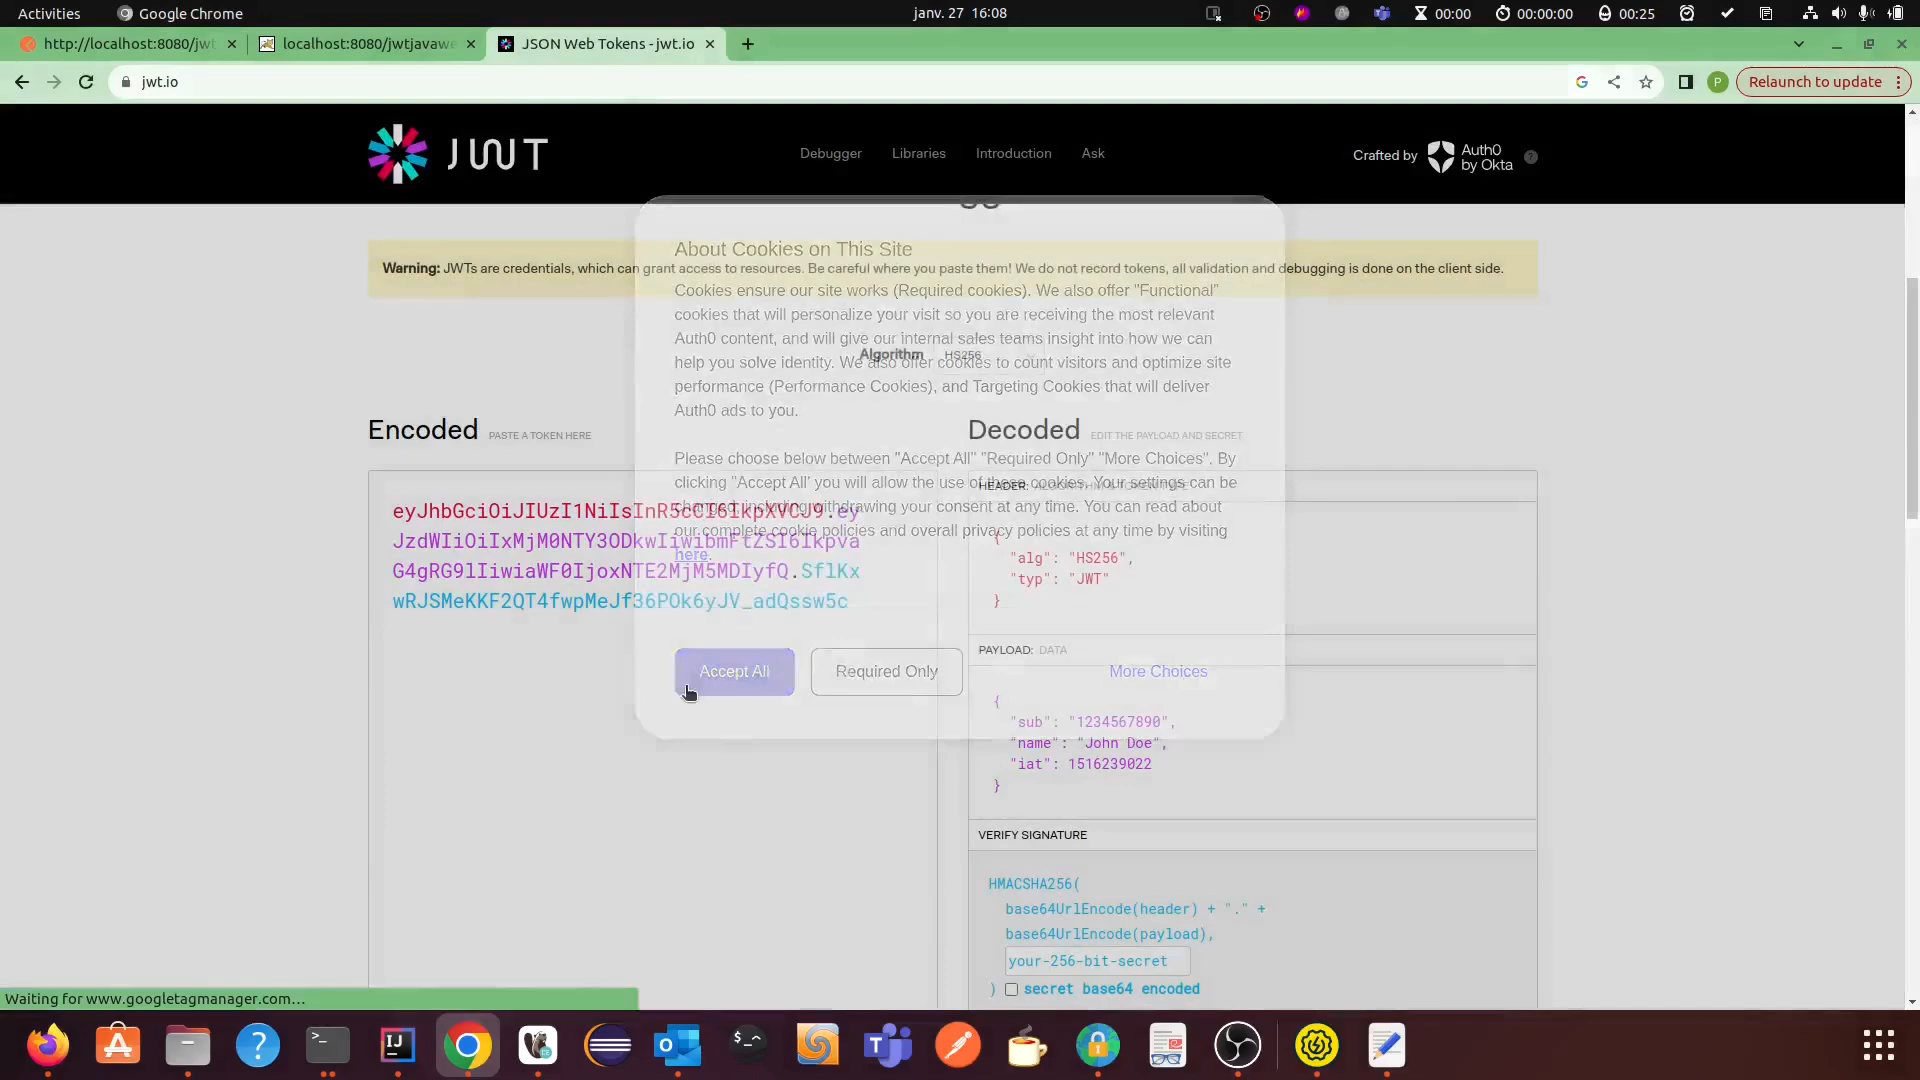 Activities
Google Chrome
janv. 27 16:08
00:00
00:00:00
00:25
http://localhost:8080/jwt
localhost:8080/jwtjavawe
JSON Web Tokens - jwt.io
jwt.io
P
Relaunch to update
JWT
Debugger
Libraries
Introduction
Ask
Crafted by
Auth0
by Okta
?
Warning: JWTs are credentials, which can grant access to resources. Be careful where you paste them! We do not record tokens, all validation and debugging is done on the client side.
About Cookies on This Site
Cookies ensure our site works (Required cookies). We also offer "Functional"
cookies that will personalize your visit so you are receiving the most relevant
Auth0 content, and will give our internal sales teams insight into how we can
help you solve identity. We also offer cookies to count visitors and optimize site
performance (Performance Cookies), and Targeting Cookies that will deliver
Auth0 ads to you.
Please choose below between "Accept All" "Required Only" "More Choices". By
clicking "Accept All' you will allow the use of these cookies. Your settings can be
changed, including withdrawing your consent at any time. You can read about
our complete cookie policies and overall privacy policies at any time by visiting
here.
Accept All
Required Only
More Choices
Algorithm
HS256
Encoded
PASTE A TOKEN HERE
eyJhbGciOiJIUzI1NiIsInR5cCI6IkpXVCJ9.ey
JzdWIiOiIxMjM0NTY3ODkwIiwibmFtZSI6Ikpva
G4gRG9lIiwiaWF0IjoxNTE2MjM5MDIyfQ.SflKx
wRJSMeKKF2QT4fwpMeJf36POk6yJV_adQssw5c
Decoded
EDIT THE PAYLOAD AND SECRET
HEADER: ALGORITHM & TOKEN TYPE
{
"alg": "HS256",
"typ": "JWT"
}
PAYLOAD: DATA
{
"sub": "1234567890",
"name": "John Doe",
"iat": 1516239022
}
VERIFY SIGNATURE
HMACSHA256(
base64UrlEncode(header) + "." +
base64UrlEncode(payload),
your-256-bit-secret
) secret base64 encoded
Waiting for www.googletagmanager.com...